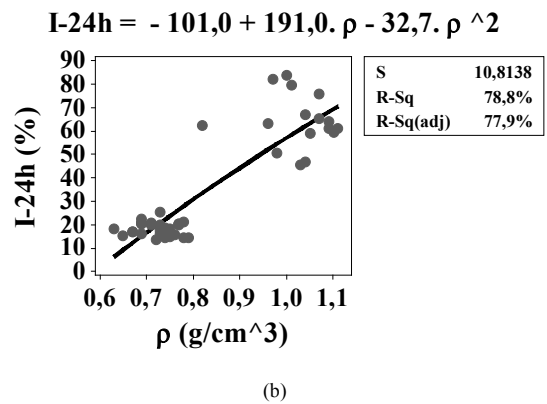 I-24h = - 101,0 + 191,0. ρ - 32,7. ρ ^2
S 10,8138
R-Sq 78,8%
R-Sq(adj) 77,9%
I-24h (%)
90
80
70
60
50
40
30
20
10
0
0,6 0,7 0,8 0,9 1,0 1,1
ρ (g/cm^3)
(b)